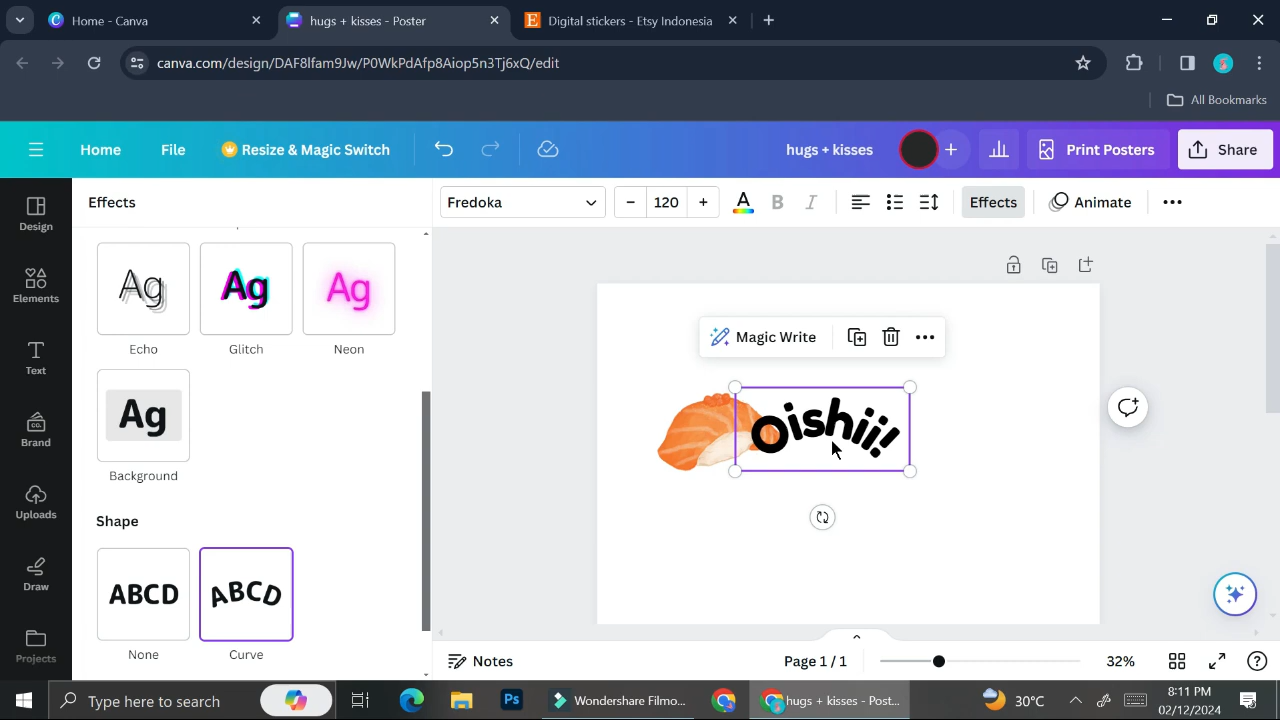 Home - Canva
hugs + kisses - Poster
Digital stickers - Etsy Indonesia
canva.com/design/DAF8lfam9Jw/P0WkPdAfp8Aiop5n3Tj6xQ/edit
All Bookmarks
Home
File
Resize & Magic Switch
hugs + kisses
Print Posters
Share
Design
Elements
Text
Brand
Uploads
Draw
Projects
Effects
Fredoka
120
Effects
Animate
Echo
Glitch
Neon
Ag
Ag
Ag
Ag
Background
Shape
ABCD
ABCD
None
Curve
Magic Write
Oishii!
Notes
Page 1 / 1
32%
Type here to search
Ps
Wondershare Filmo...
hugs + kisses - Post...
30°C
8:11 PM
02/12/2024